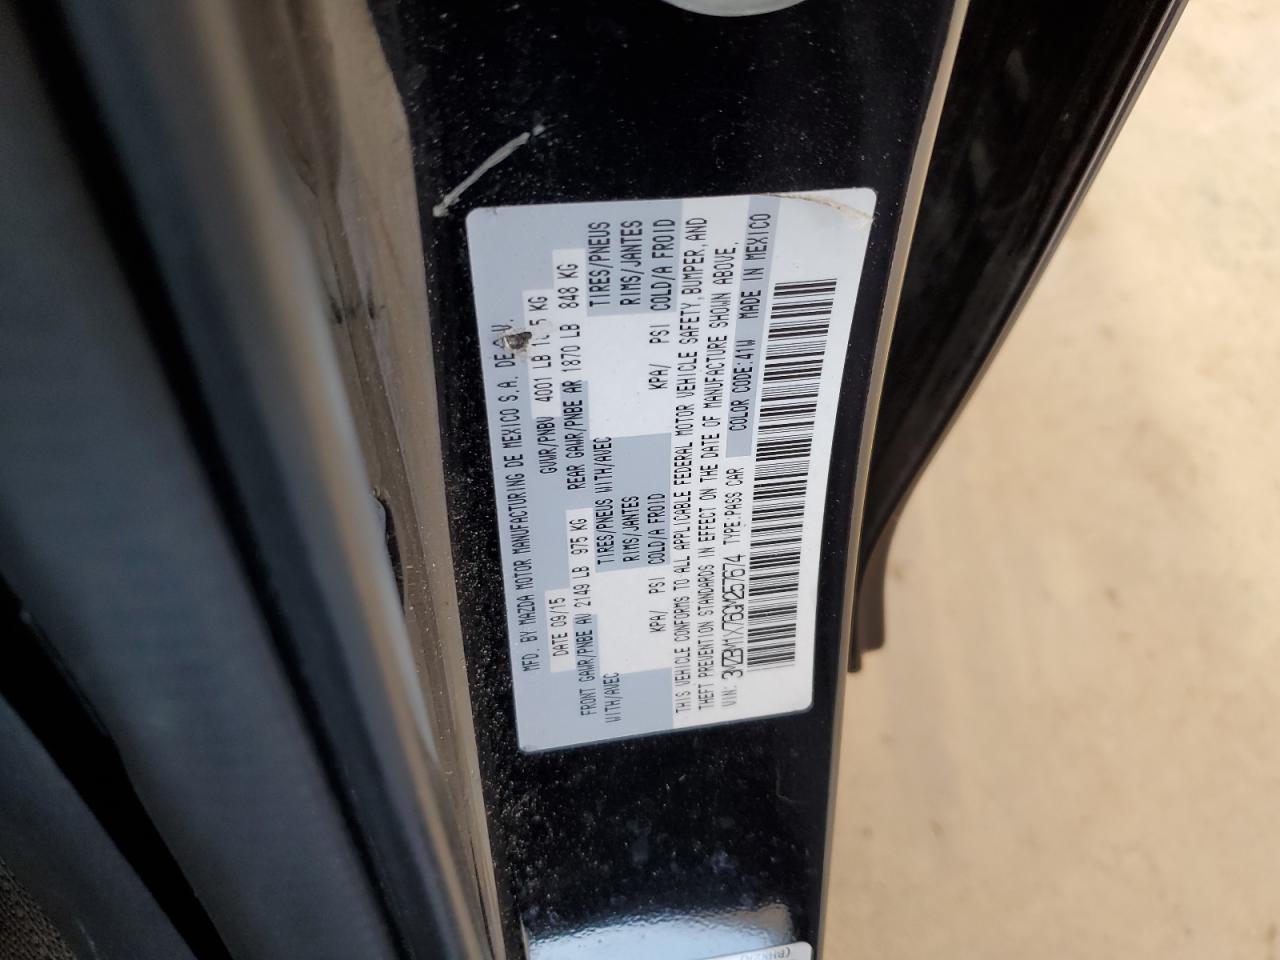 MFD. BY MAZDA MOTOR MANUFACTURING DE MEXICO S.A. DE C.V.
DATE 09/15 GVWR/PNBV 4001 LB KG
FRONT GAWR/PNBE AV 2149 LB 975 KG REAR GAWR/PNBE AR 1870 LB 848 KG
WITH/AVEC TIRES/PNEUS WITH/AVEC TIRES/PNEUS
RIMS/JANTES RIMS/JANTES
KPA/ PSI COLD/A FROID KPA/ PSI COLD/A FROID
THIS VEHICLE CONFORMS TO ALL APPLICABLE FEDERAL MOTOR VEHICLE SAFETY, BUMPER, AND
THEFT PREVENTION STANDARDS IN EFFECT ON THE DATE OF MANUFACTURE SHOWN ABOVE.
VIN: 3MZBM1X76GM257674 TYPE:PASS CAR COLOR CODE:41W MADE IN MEXICO